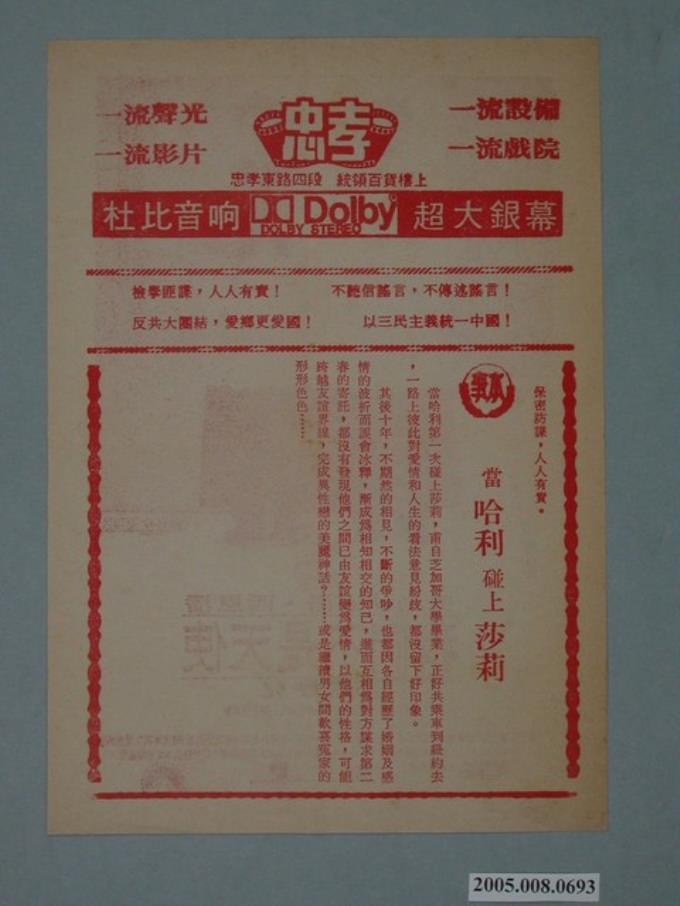 一流聲光
一流影片
忠孝
一流設備
一流戲院
忠孝東路四段　統領百貨樓上
杜比音响 Dolby 超大銀幕
DOLBY STEREO
檢舉匪諜，人人有責！　不聽信謠言，不傳述謠言！
反共大團結，愛鄉更愛國！　以三民主義統一中國！
保密防諜，人人有責。
當哈利碰上莎莉
當哈利第一次碰上莎莉，甫自芝加哥大學畢業，正好共乘車到紐約去
，一路上彼此對愛情和人生的看法意見紛歧，都沒留下好印象。
其後十年，不期然的相見，不斷的爭吵，也都因各自經歷了婚姻及感
情的波折而誤會冰釋，漸成為相知相交的知己，進而互相為對方謀求第二
春的寄託，都沒有發現他們之間已由友誼變為愛情，以他們的性格，可能
跨越友誼界線，完成異性戀的美麗神話？……或是繼續男女間歡喜冤家的
形形色色……
天使
2005.008.0693